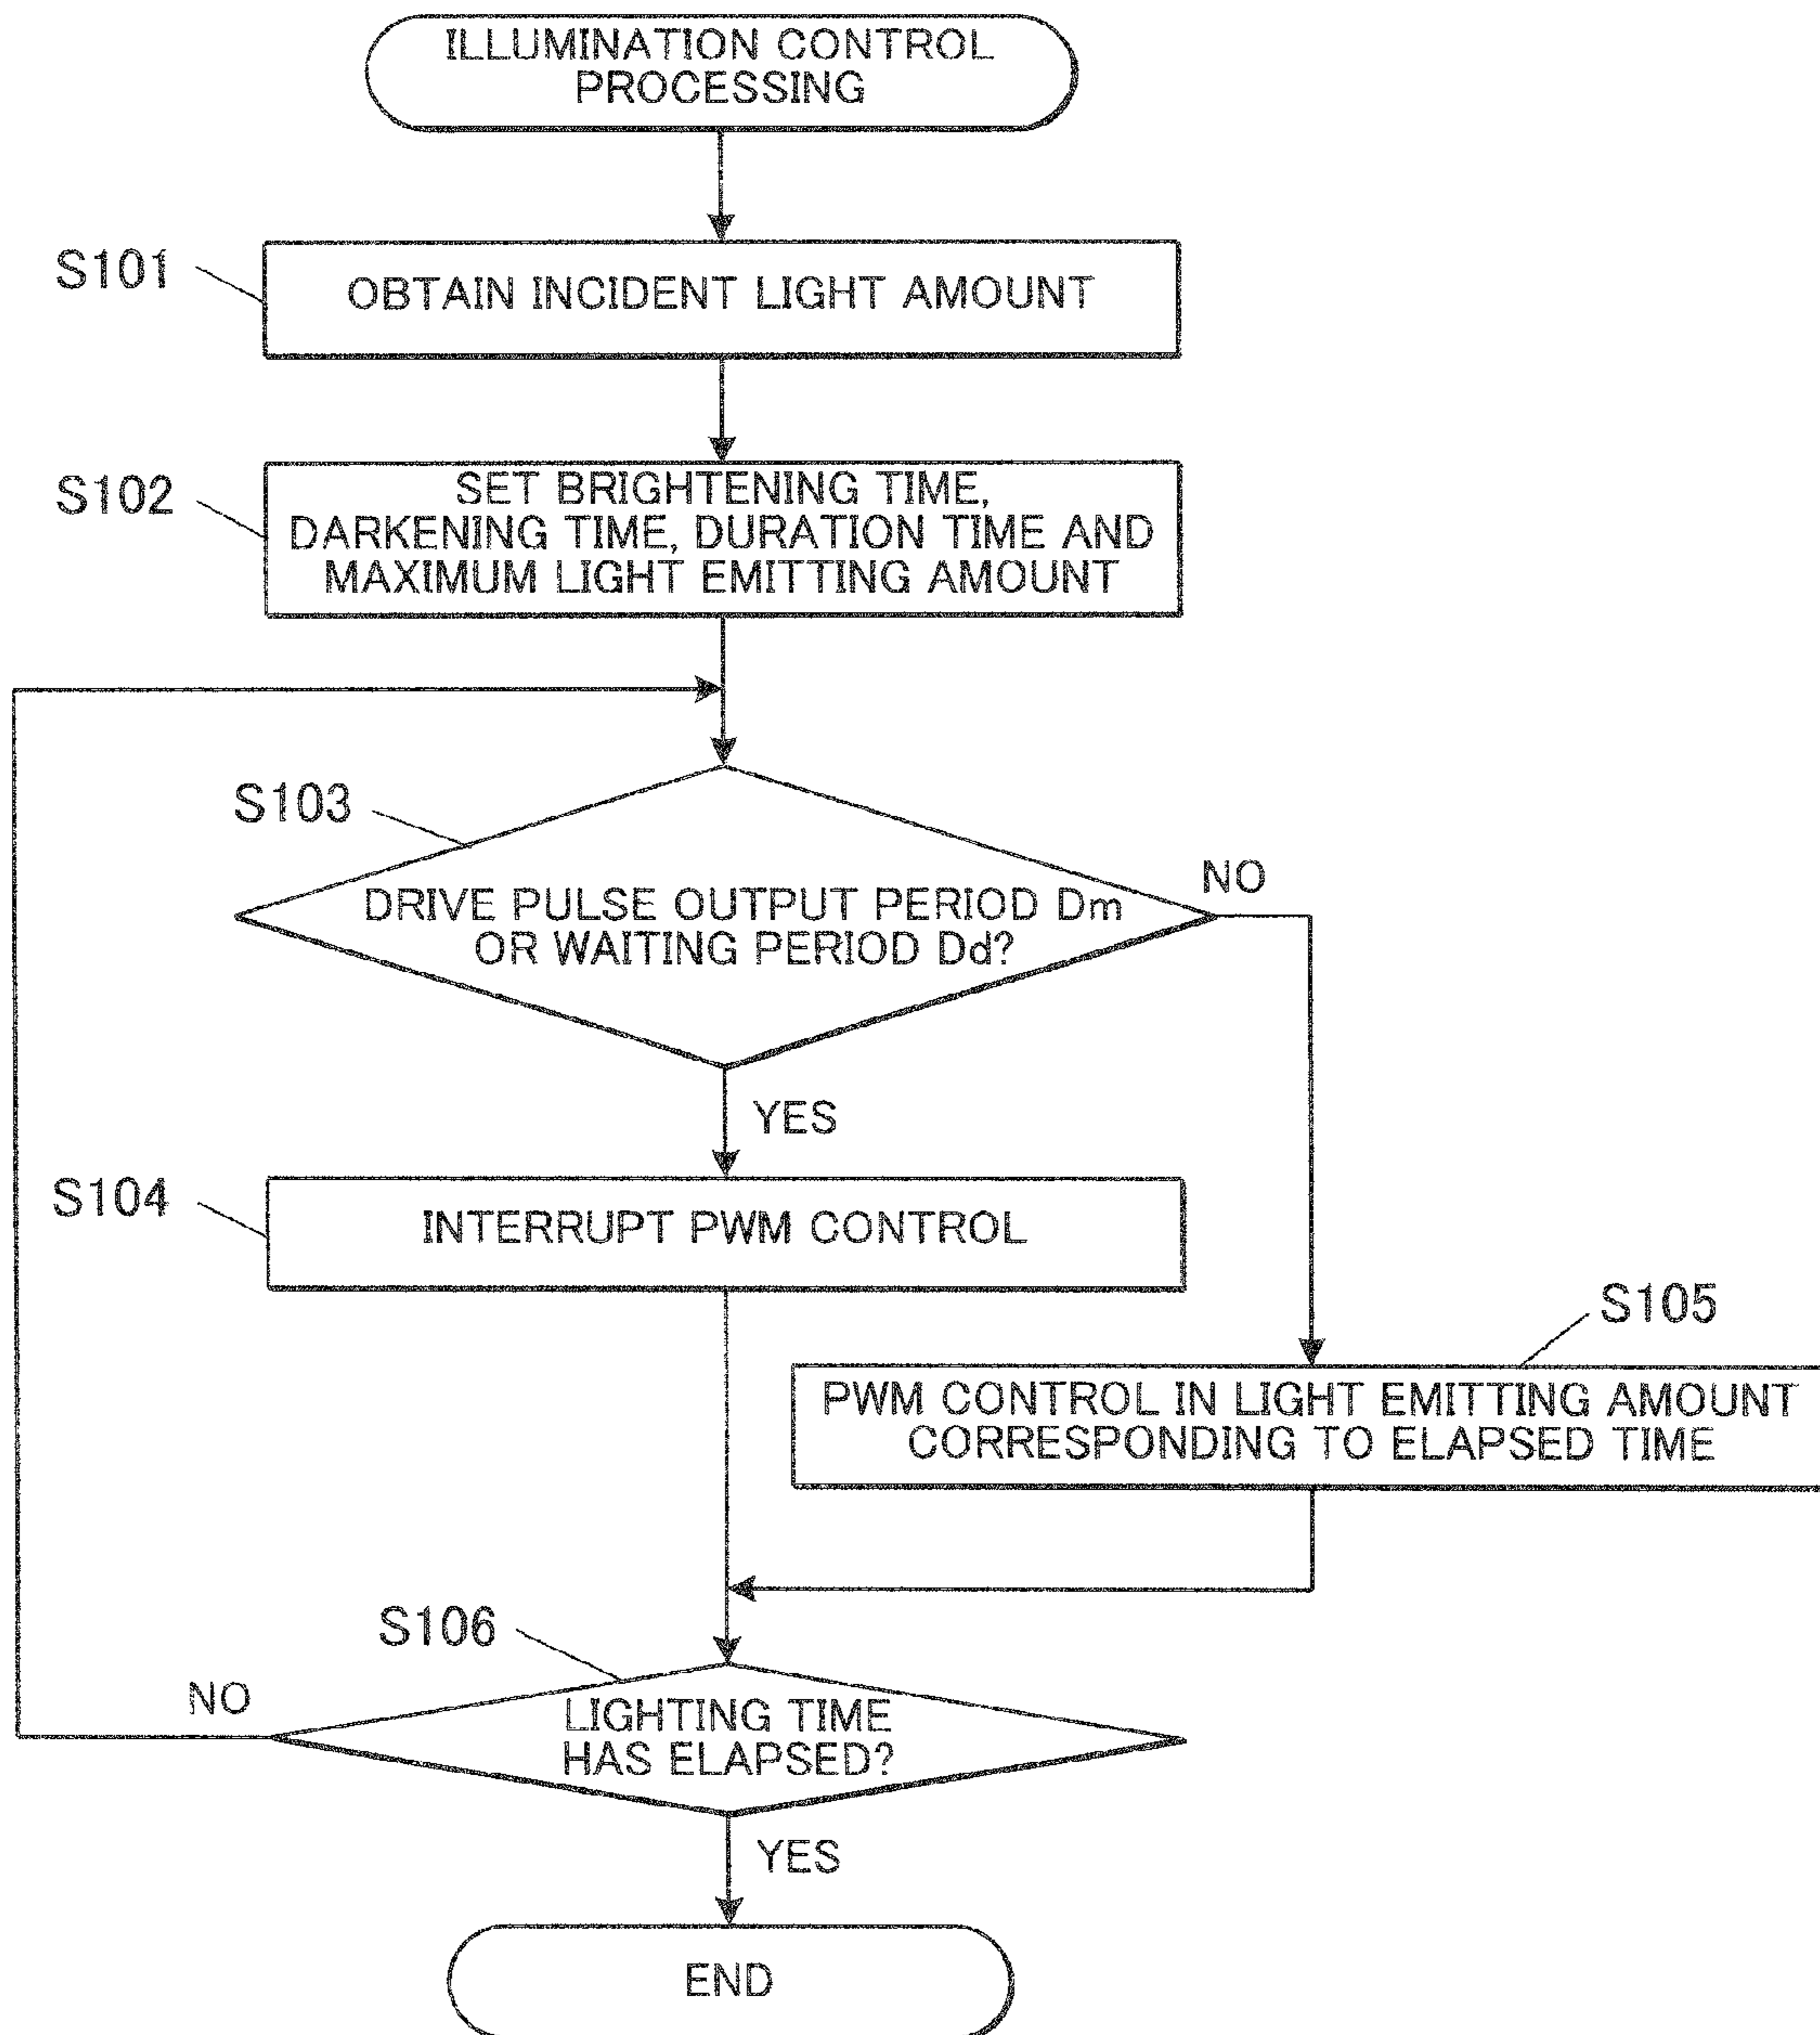 ILLUMINATION CONTROL
PROCESSING
S101
OBTAIN INCIDENT LIGHT AMOUNT
S102
SET BRIGHTENING TIME,
DARKENING TIME, DURATION TIME AND
MAXIMUM LIGHT EMITTING AMOUNT
S103
DRIVE PULSE OUTPUT PERIOD Dm
OR WAITING PERIOD Dd?
NO
YES
S104
INTERRUPT PWM CONTROL
S105
PWM CONTROL IN LIGHT EMITTING AMOUNT
CORRESPONDING TO ELAPSED TIME
S106
LIGHTING TIME
HAS ELAPSED?
NO
YES
END